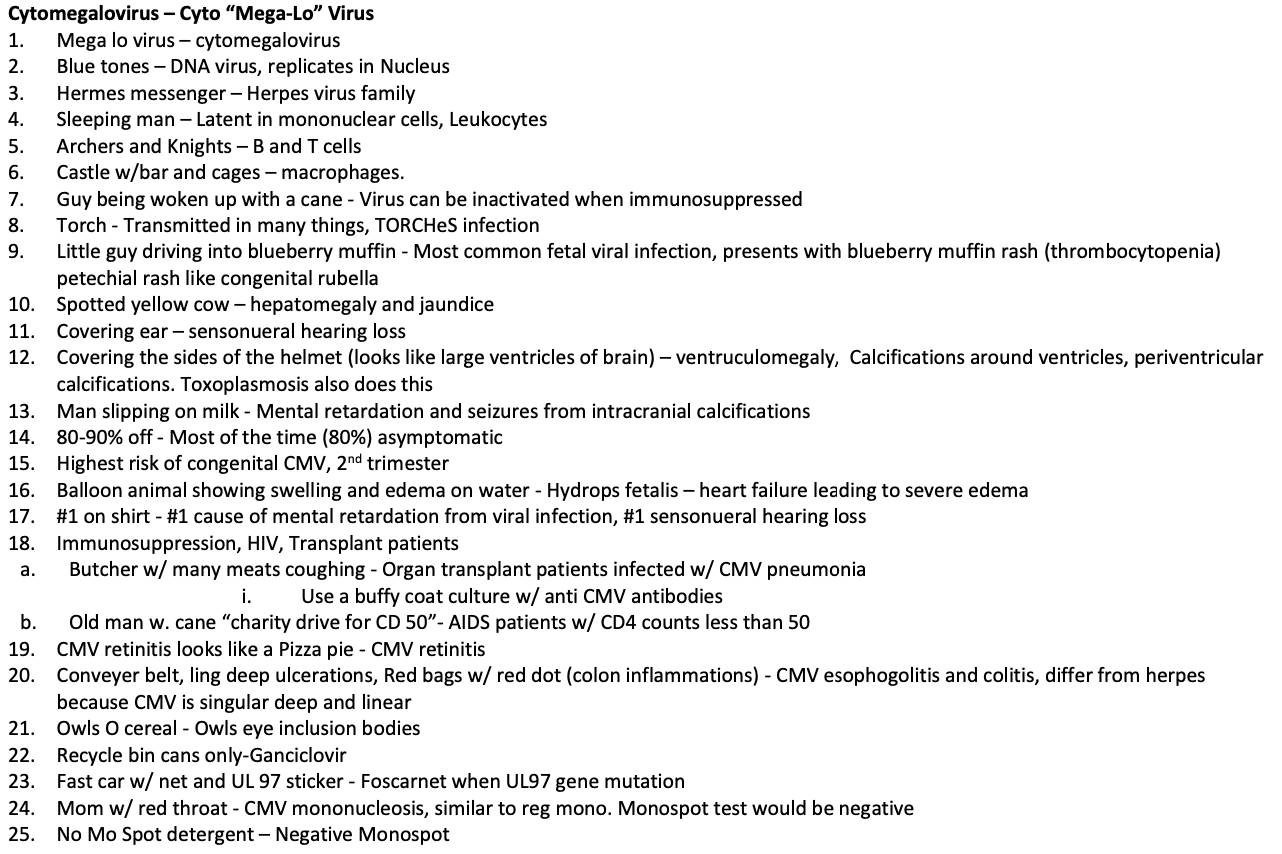 Cytomegalovirus – Cyto “Mega-Lo” Virus
1. Mega lo virus – cytomegalovirus
2. Blue tones – DNA virus, replicates in Nucleus
3. Hermes messenger – Herpes virus family
4. Sleeping man – Latent in mononuclear cells, Leukocytes
5. Archers and Knights – B and T cells
6. Castle w/bar and cages – macrophages.
7. Guy being woken up with a cane - Virus can be inactivated when immunosuppressed
8. Torch - Transmitted in many things, TORCHeS infection
9. Little guy driving into blueberry muffin - Most common fetal viral infection, presents with blueberry muffin rash (thrombocytopenia)
petechial rash like congenital rubella
10. Spotted yellow cow – hepatomegaly and jaundice
11. Covering ear – sensonueral hearing loss
12. Covering the sides of the helmet (looks like large ventricles of brain) – ventruculomegaly, Calcifications around ventricles, periventricular
calcifications. Toxoplasmosis also does this
13. Man slipping on milk - Mental retardation and seizures from intracranial calcifications
14. 80-90% off - Most of the time (80%) asymptomatic
15. Highest risk of congenital CMV, 2nd trimester
16. Balloon animal showing swelling and edema on water - Hydrops fetalis – heart failure leading to severe edema
17. #1 on shirt - #1 cause of mental retardation from viral infection, #1 sensonueral hearing loss
18. Immunosuppression, HIV, Transplant patients
a. Butcher w/ many meats coughing - Organ transplant patients infected w/ CMV pneumonia
i. Use a buffy coat culture w/ anti CMV antibodies
b. Old man w. cane “charity drive for CD 50”- AIDS patients w/ CD4 counts less than 50
19. CMV retinitis looks like a Pizza pie - CMV retinitis
20. Conveyer belt, ling deep ulcerations, Red bags w/ red dot (colon inflammations) - CMV esophogolitis and colitis, differ from herpes
because CMV is singular deep and linear
21. Owls O cereal - Owls eye inclusion bodies
22. Recycle bin cans only-Ganciclovir
23. Fast car w/ net and UL 97 sticker - Foscarnet when UL97 gene mutation
24. Mom w/ red throat - CMV mononucleosis, similar to reg mono. Monospot test would be negative
25. No Mo Spot detergent – Negative Monospot